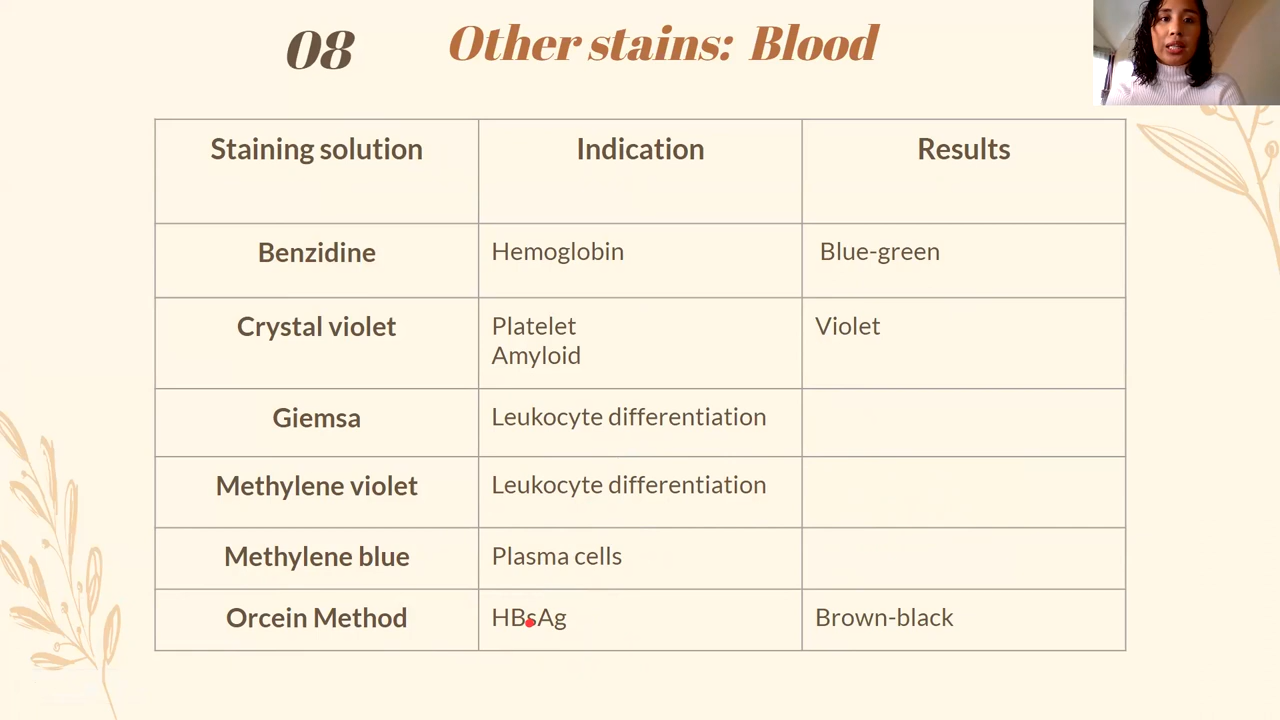 08
Other stains: Blood
Staining solution
Indication
Results
Benzidine
Hemoglobin
Blue-green
Crystal violet
Platelet
Amyloid
Violet
Giemsa
Leukocyte differentiation
Methylene violet
Leukocyte differentiation
Methylene blue
Plasma cells
Orcein Method
HBsAg
Brown-black